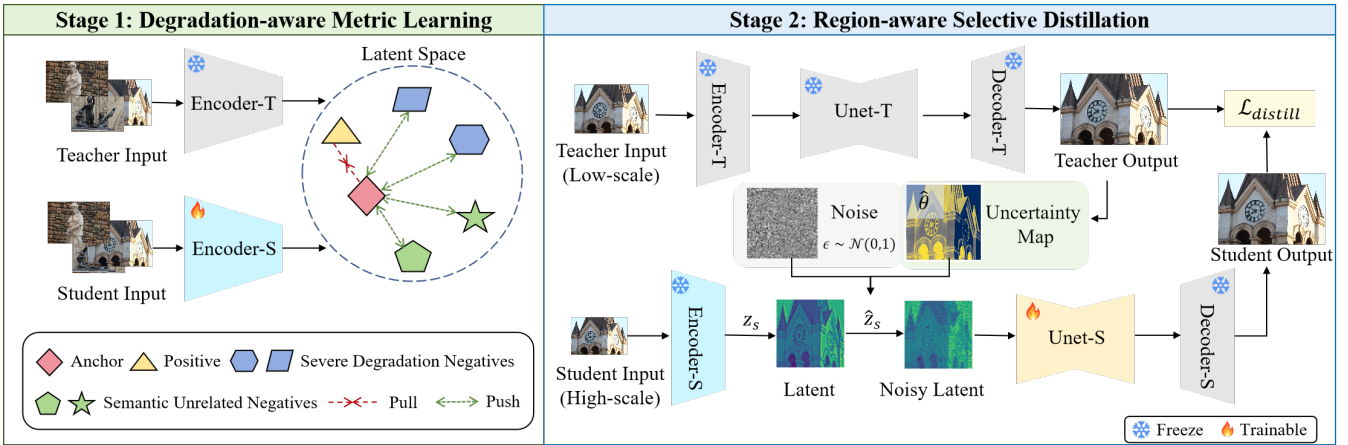 Stage 1: Degradation-aware Metric Learning
Latent Space
Encoder-T
Teacher Input
Encoder-S
Student Input
Anchor
Positive
Severe Degradation Negatives
Semantic Unrelated Negatives
Pull
Push
Stage 2: Region-aware Selective Distillation
Teacher Input
(Low-scale)
Encoder-T
Unet-T
Decoder-T
Teacher Output
ℒ_distill
Noise
ϵ ~ 𝒩(0,1)
θ̂
Uncertainty
Map
Student Output
Student Input
(High-scale)
Encoder-S
z_s
Latent
ẑ_s
Noisy Latent
Unet-S
Decoder-S
Freeze
Trainable